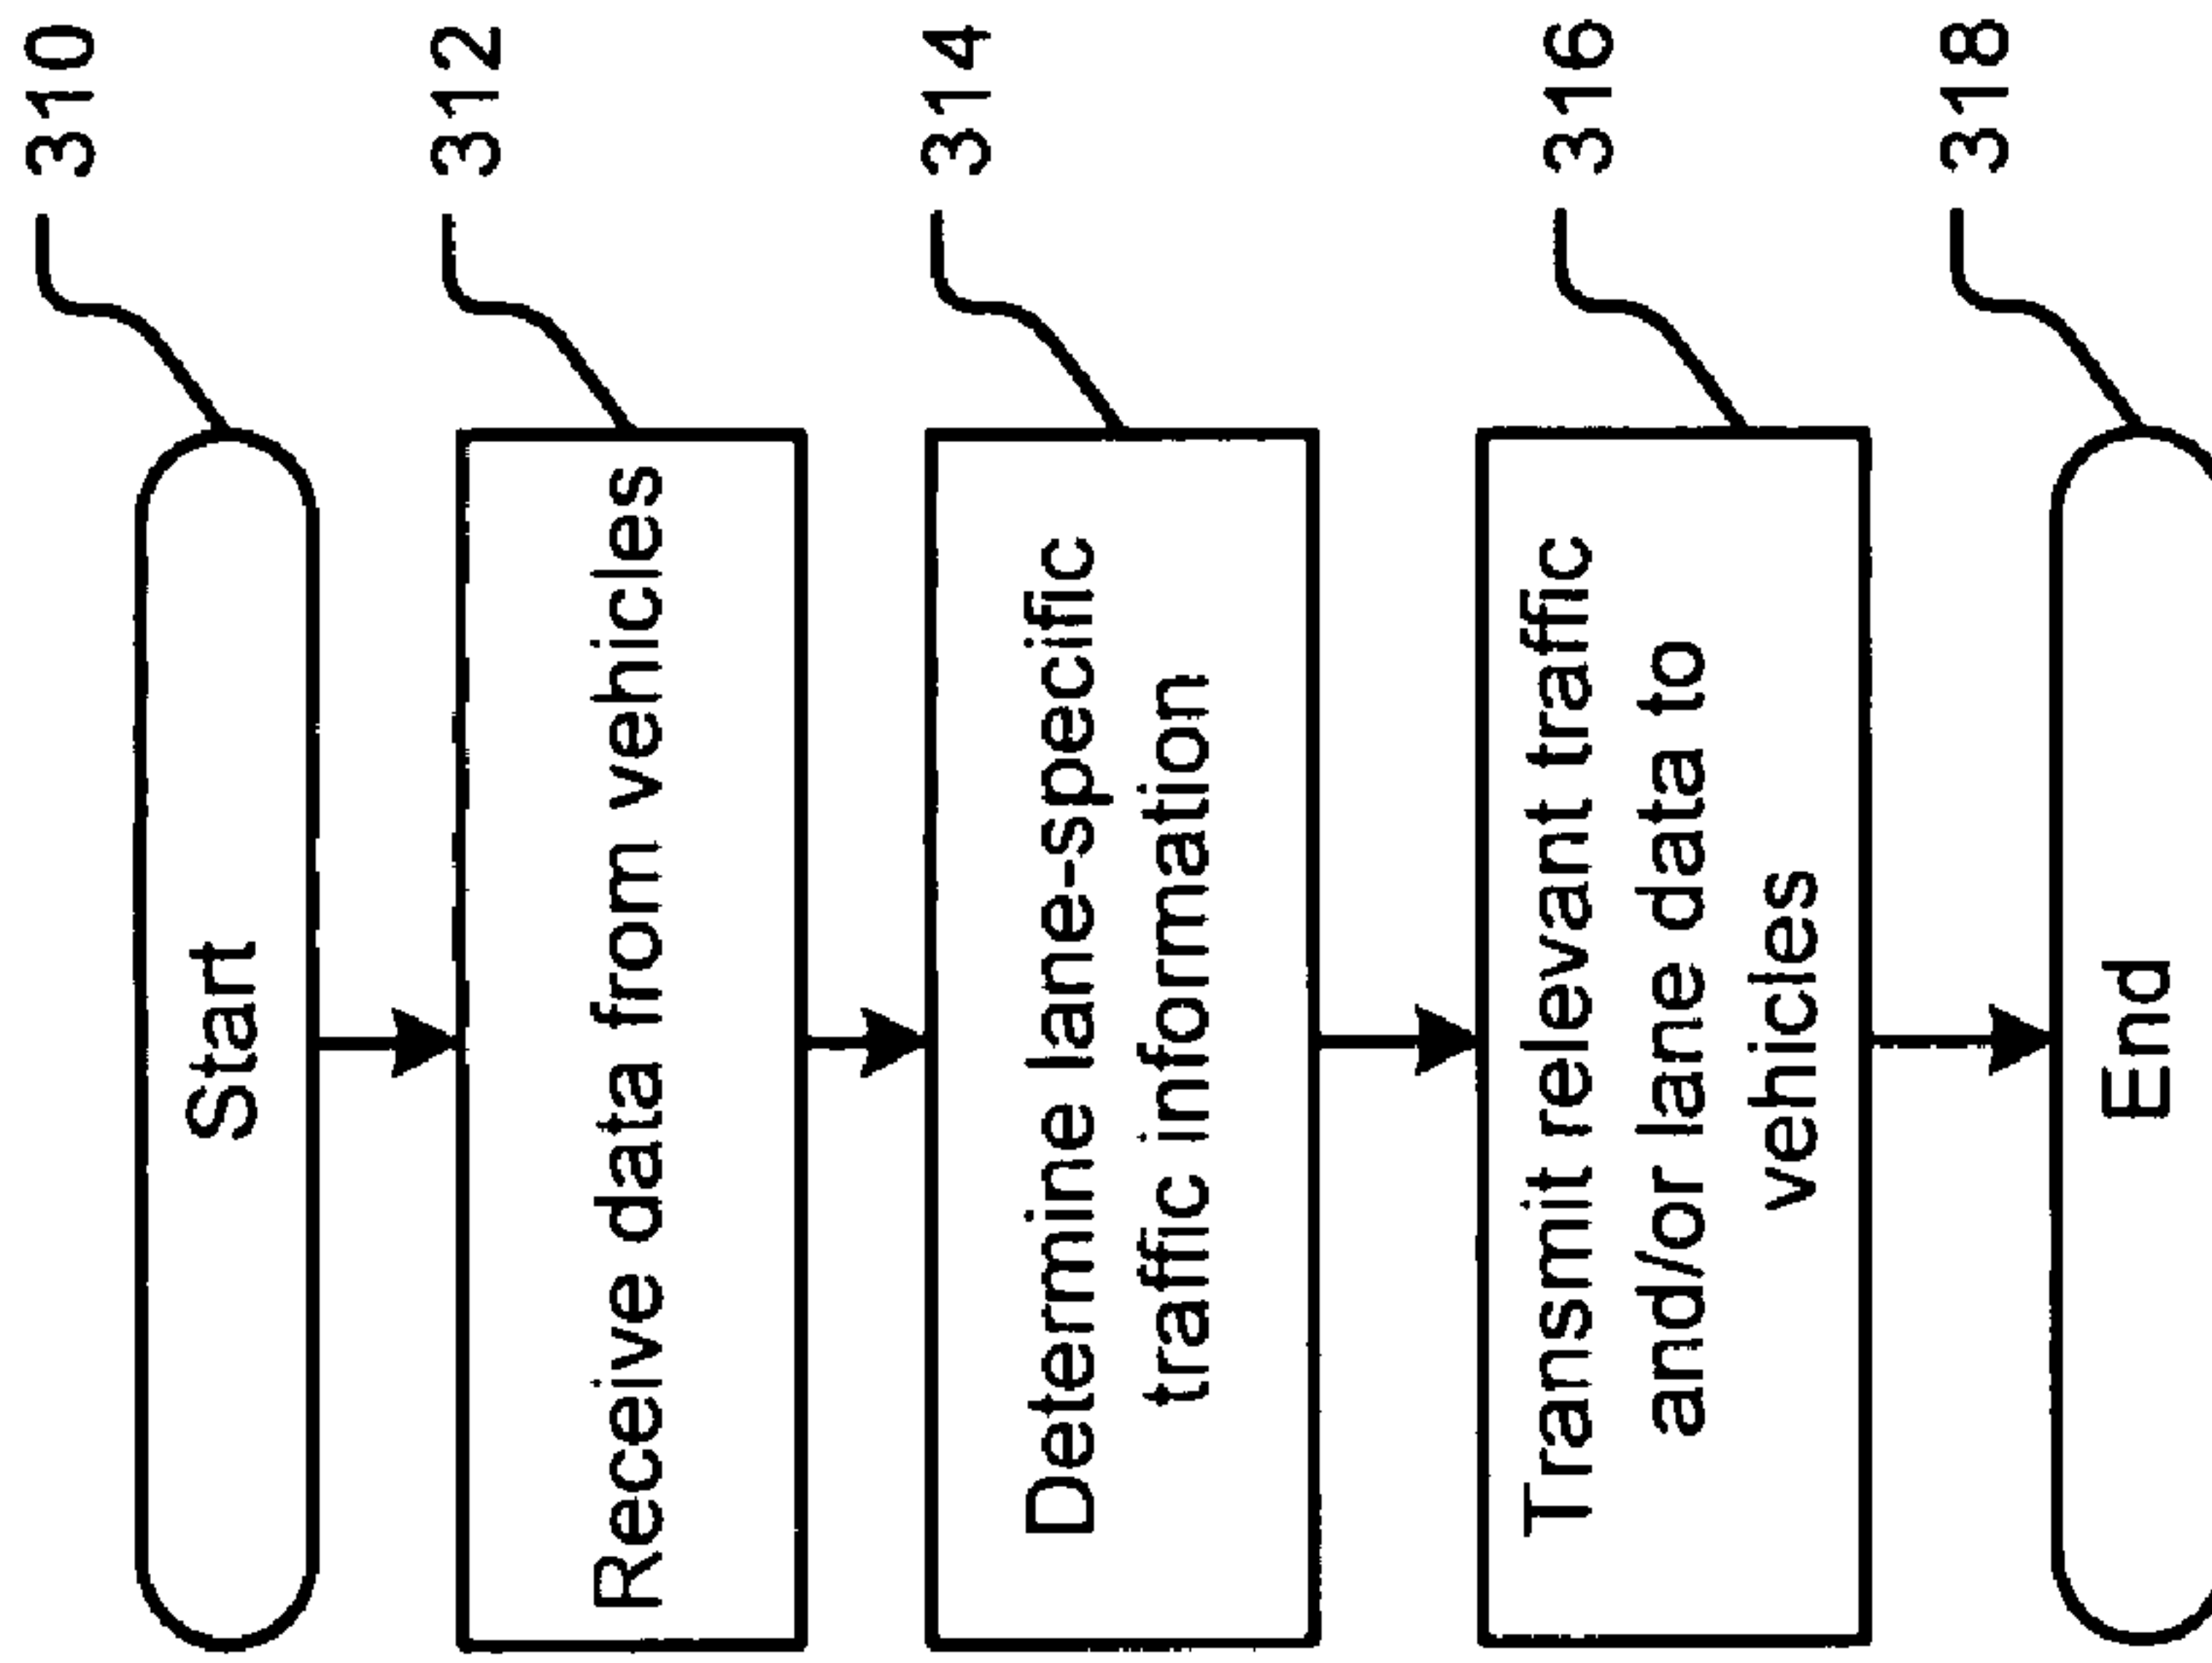 310
Start
312
Receive data from vehicles
314
Determine lane-specific
traffic information
316
Transmit relevant traffic
and/or lane data to
vehicles
318
End